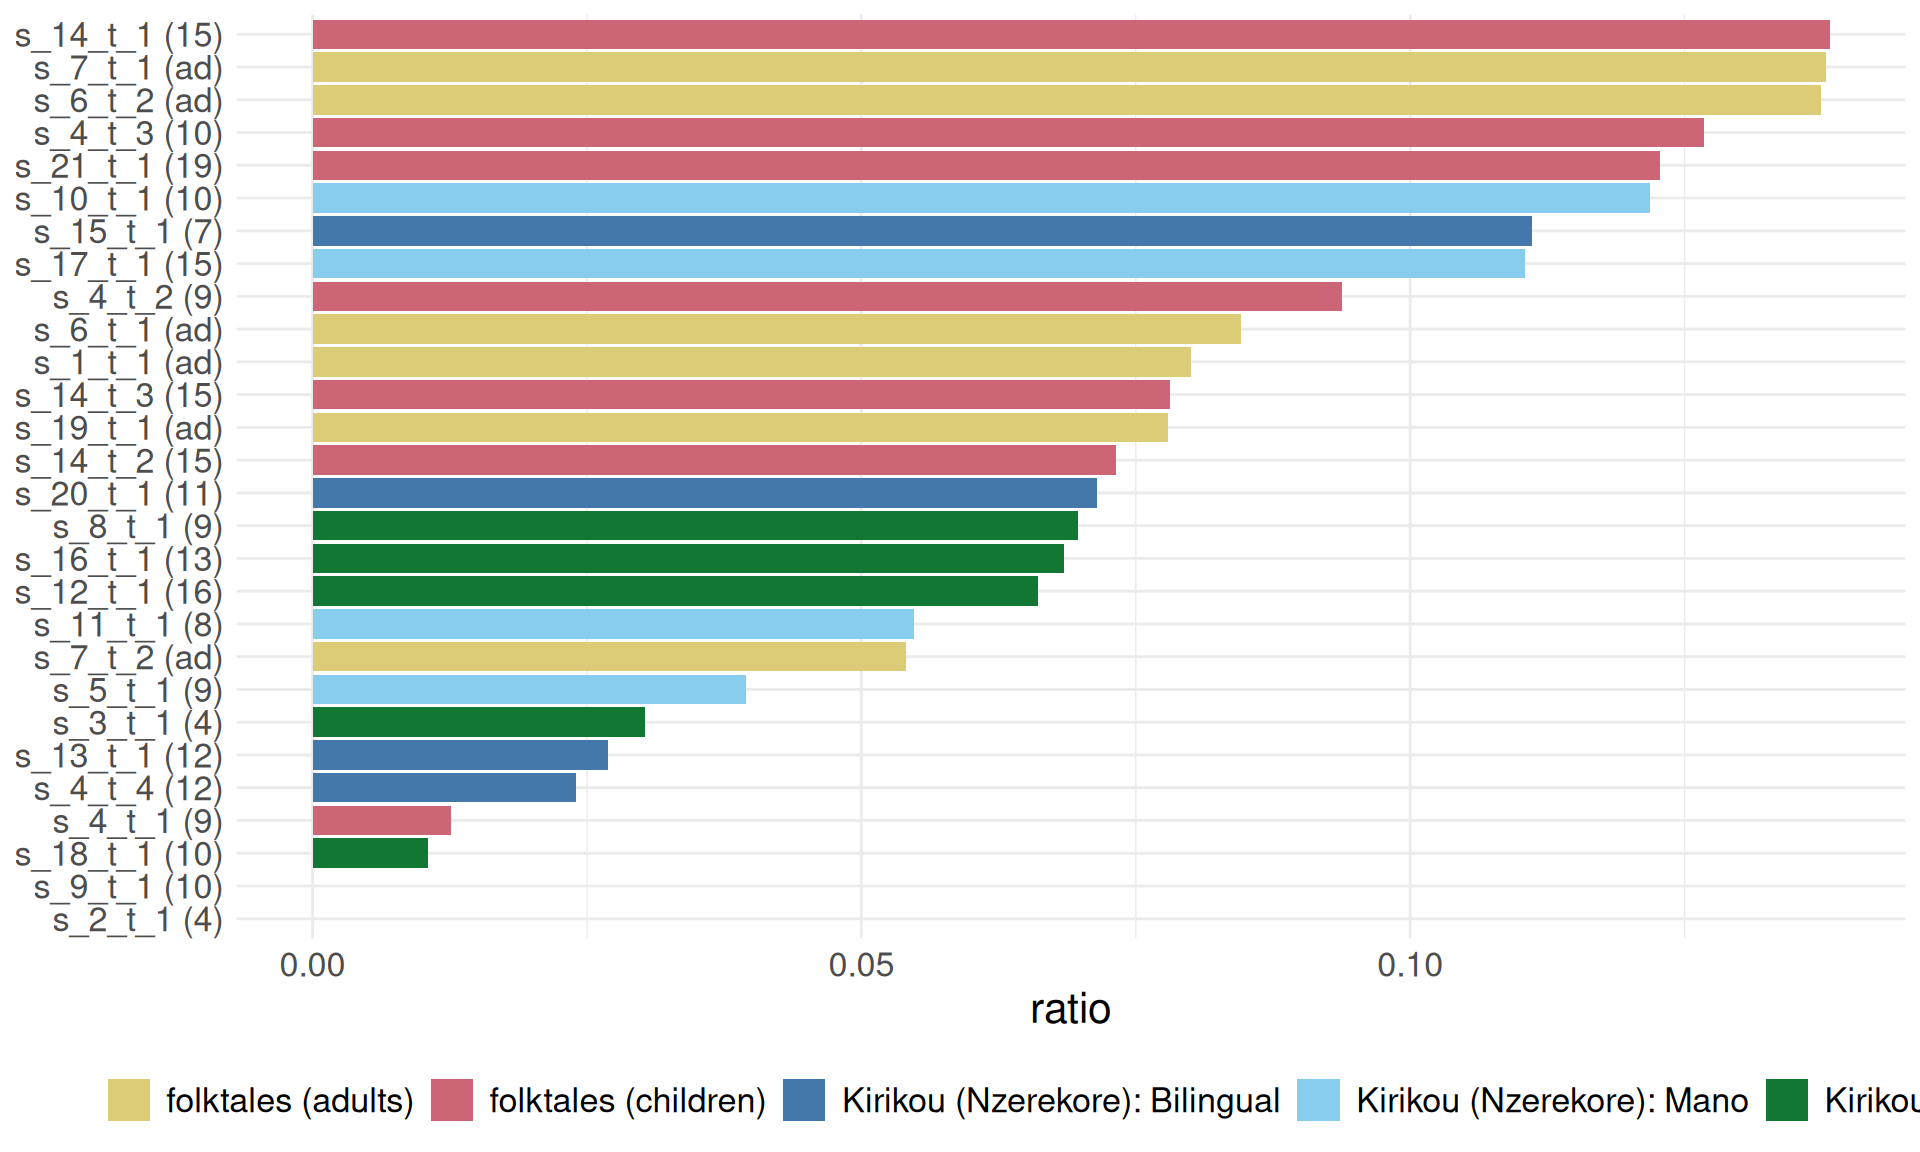 s_14_t_1 (15)
s_7_t_1 (ad)
s_6_t_2 (ad)
s_4_t_3 (10)
s_21_t_1 (19)
s_10_t_1 (10)
s_15_t_1 (7)
s_17_t_1 (15)
s_4_t_2 (9)
s_6_t_1 (ad)
s_1_t_1 (ad)
s_14_t_3 (15)
s_19_t_1 (ad)
s_14_t_2 (15)
s_20_t_1 (11)
s_8_t_1 (9)
s_16_t_1 (13)
s_12_t_1 (16)
s_11_t_1 (8)
s_7_t_2 (ad)
s_5_t_1 (9)
s_3_t_1 (4)
s_13_t_1 (12)
s_4_t_4 (12)
s_4_t_1 (9)
s_18_t_1 (10)
s_9_t_1 (10)
s_2_t_1 (4)
0.00 0.05 0.10
ratio
folktales (adults) folktales (children) Kirikou (Nzerekore): Bilingual Kirikou (Nzerekore): Mano